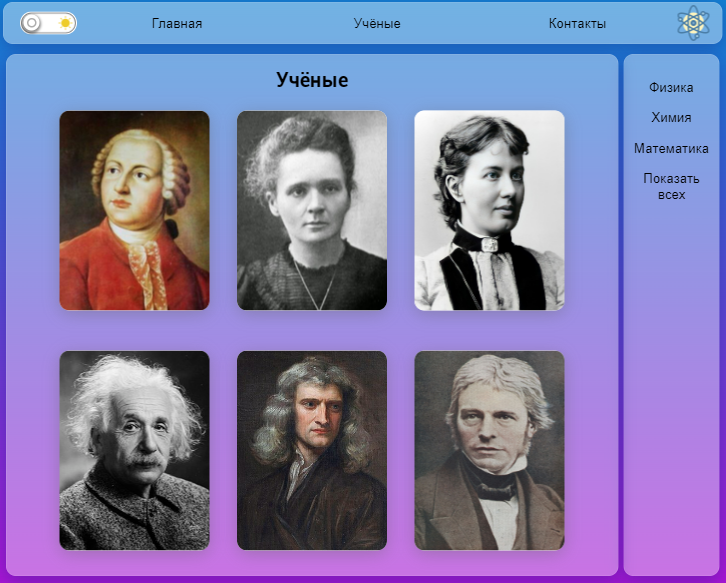 Главная
Учёные
Контакты
Учёные
Физика
Химия
Математика
Показать
всех